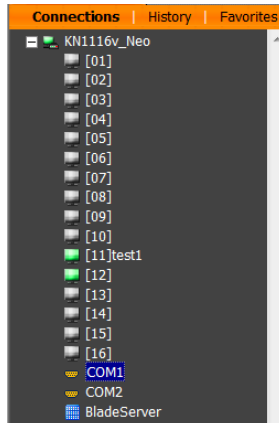 Connections | History | Favorites
KN1116v_Neo
[01]
[02]
[03]
[04]
[05]
[06]
[07]
[08]
[09]
[10]
[11]test1
[12]
[13]
[14]
[15]
[16]
COM1
COM2
BladeServer